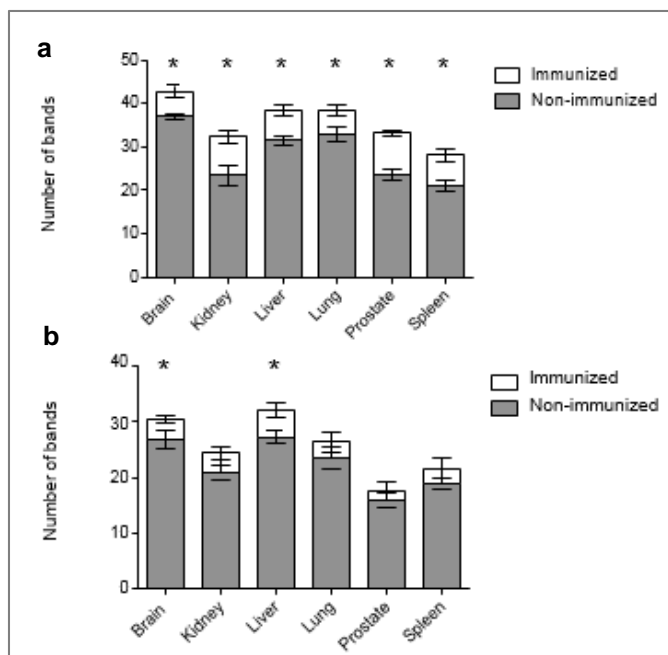 a
* * * * * *
50
40
30
20
10
0
Number of bands
Immunized
Non-immunized
Brain
Kidney
Liver
Lung
Prostate
Spleen
b
* *
40
30
20
10
0
Number of bands
Immunized
Non-immunized
Brain
Kidney
Liver
Lung
Prostate
Spleen